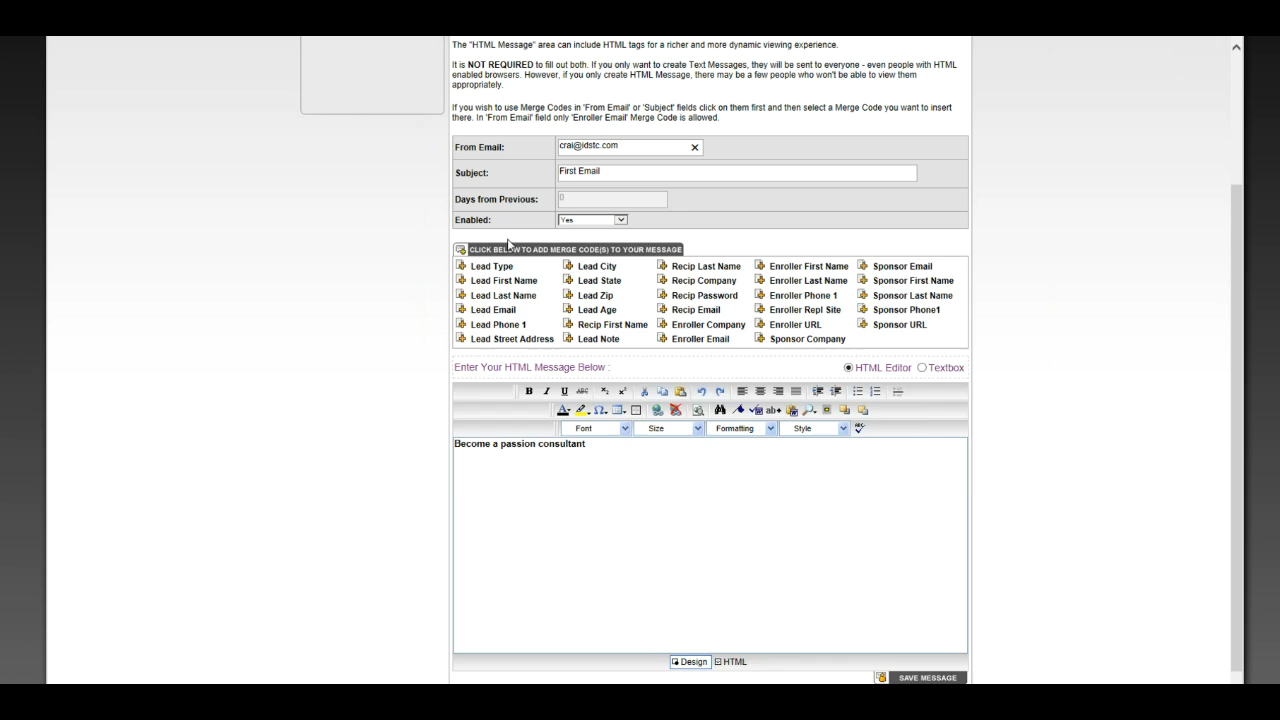 The "HTML Message" area can include HTML tags for a richer and more dynamic viewing experience.
It is NOT REQUIRED to fill out both. If you only want to create Text Messages, they will be sent to everyone - even people with HTML
enabled browsers. However, if you only create HTML Message, there may be a few people who won't be able to view them
appropriately.
If you wish to use Merge Codes in 'From Email' or 'Subject' fields click on them first and then select a Merge Code you want to insert
there. In 'From Email' field only 'Enroller Email' Merge Code is allowed.
From Email: crai@idstc.com
Subject: First Email
Days from Previous: 0
Enabled: Yes
CLICK BELOW TO ADD MERGE CODE(S) TO YOUR MESSAGE
Lead Type Lead City Recip Last Name Enroller First Name Sponsor Email
Lead First Name Lead State Recip Company Enroller Last Name Sponsor First Name
Lead Last Name Lead Zip Recip Password Enroller Phone 1 Sponsor Last Name
Lead Email Lead Age Recip Email Enroller Repl Site Sponsor Phone1
Lead Phone 1 Recip First Name Enroller Company Enroller URL Sponsor URL
Lead Street Address Lead Note Enroller Email Sponsor Company
Enter Your HTML Message Below : HTML Editor Textbox
B I U ABC
A ab
Font Size Formatting Style ABC
Become a passion consultant
Design HTML
SAVE MESSAGE